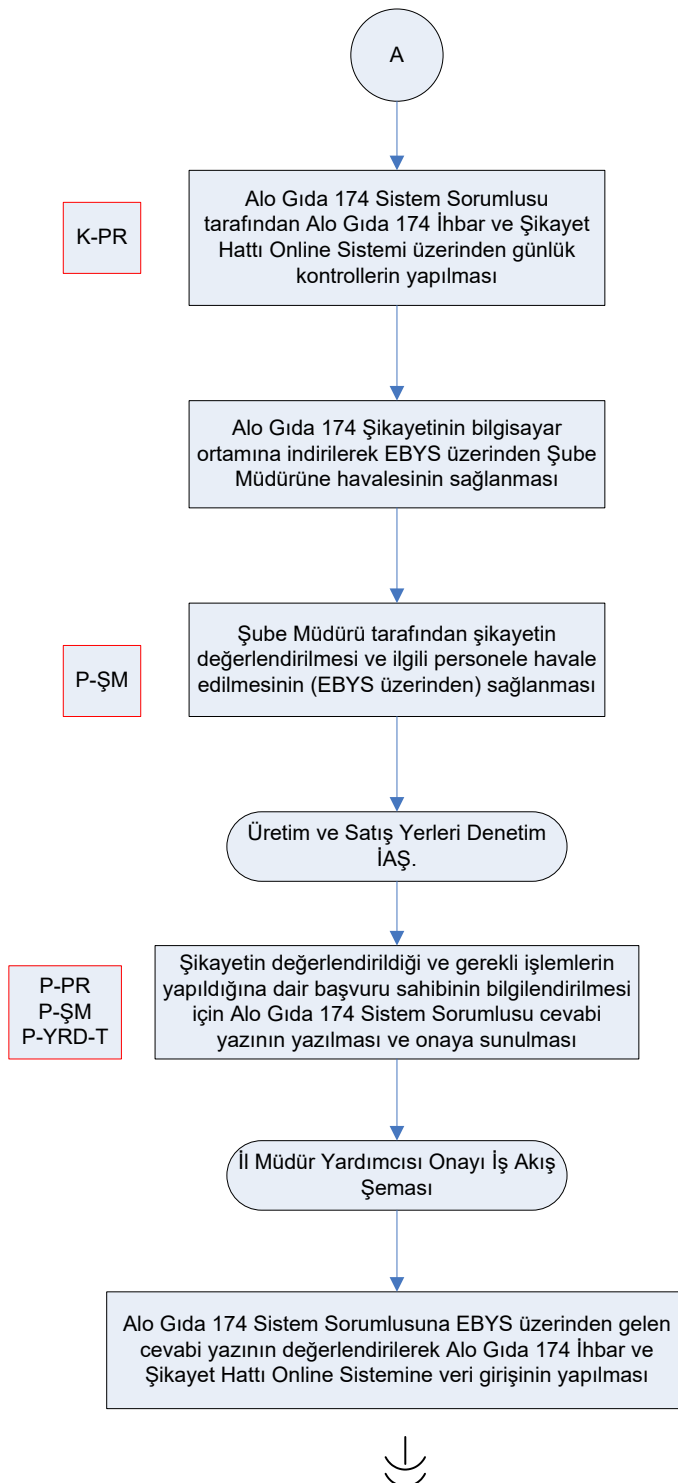 A
K-PR
Alo Gıda 174 Sistem Sorumlusu
tarafından Alo Gıda 174 İhbar ve Şikayet
Hattı Online Sistemi üzerinden günlük
kontrollerin yapılması
Alo Gıda 174 Şikayetinin bilgisayar
ortamına indirilerek EBYS üzerinden Şube
Müdürüne havalesinin sağlanması
P-ŞM
Şube Müdürü tarafından şikayetin
değerlendirilmesi ve ilgili personele havale
edilmesinin (EBYS üzerinden) sağlanması
Üretim ve Satış Yerleri Denetim
İAŞ.
P-PR
P-ŞM
P-YRD-T
Şikayetin değerlendirildiği ve gerekli işlemlerin
yapıldığına dair başvuru sahibinin bilgilendirilmesi
için Alo Gıda 174 Sistem Sorumlusu cevabi
yazının yazılması ve onaya sunulması
İl Müdür Yardımcısı Onayı İş Akış
Şeması
Alo Gıda 174 Sistem Sorumlusuna EBYS üzerinden gelen
cevabi yazının değerlendirilerek Alo Gıda 174 İhbar ve
Şikayet Hattı Online Sistemine veri girişinin yapılması